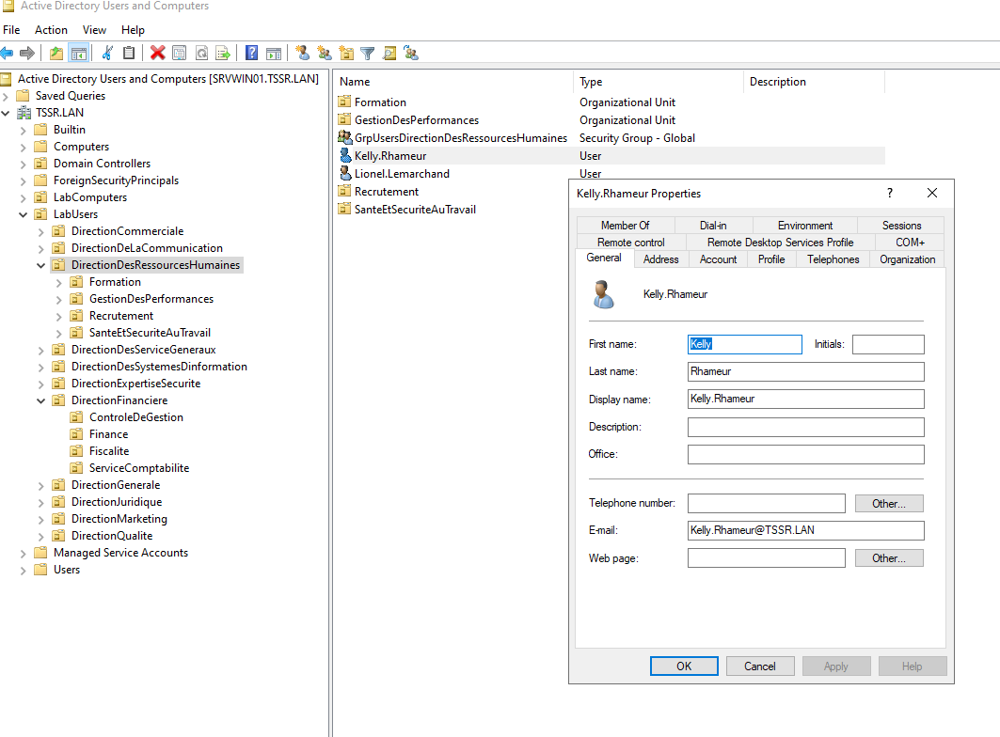 Active Directory Users and Computers
File Action View Help
Active Directory Users and Computers [SRVWIN01.TSSR.LAN]
Saved Queries
TSSR.LAN
Builtin
Computers
Domain Controllers
ForeignSecurityPrincipals
LabComputers
LabUsers
DirectionCommerciale
DirectionDeLaCommunication
DirectionDesRessourcesHumaines
Formation
GestionDesPerformances
Recrutement
SanteEtSecuriteAuTravail
DirectionDesServiceGeneraux
DirectionDesSystemesDinformation
DirectionExpertiseSecurite
DirectionFinanciere
ControleDeGestion
Finance
Fiscalite
ServiceComptabilite
DirectionGenerale
DirectionJuridique
DirectionMarketing
DirectionQualite
Managed Service Accounts
Users
Name Type Description
Formation Organizational Unit
GestionDesPerformances Organizational Unit
GrpUsersDirectionDesRessourcesHumaines Security Group - Global
Kelly.Rhameur User
Lionel.Lemarchand User
Recrutement
SanteEtSecuriteAuTravail
Kelly.Rhameur Properties ?
Member Of Dial-in Environment Sessions
Remote control Remote Desktop Services Profile COM+
General Address Account Profile Telephones Organization
Kelly.Rhameur
First name: Kelly Initials:
Last name: Rhameur
Display name: Kelly.Rhameur
Description:
Office:
Telephone number: Other...
E-mail: Kelly.Rhameur@TSSR.LAN
Web page: Other...
OK Cancel Apply Help